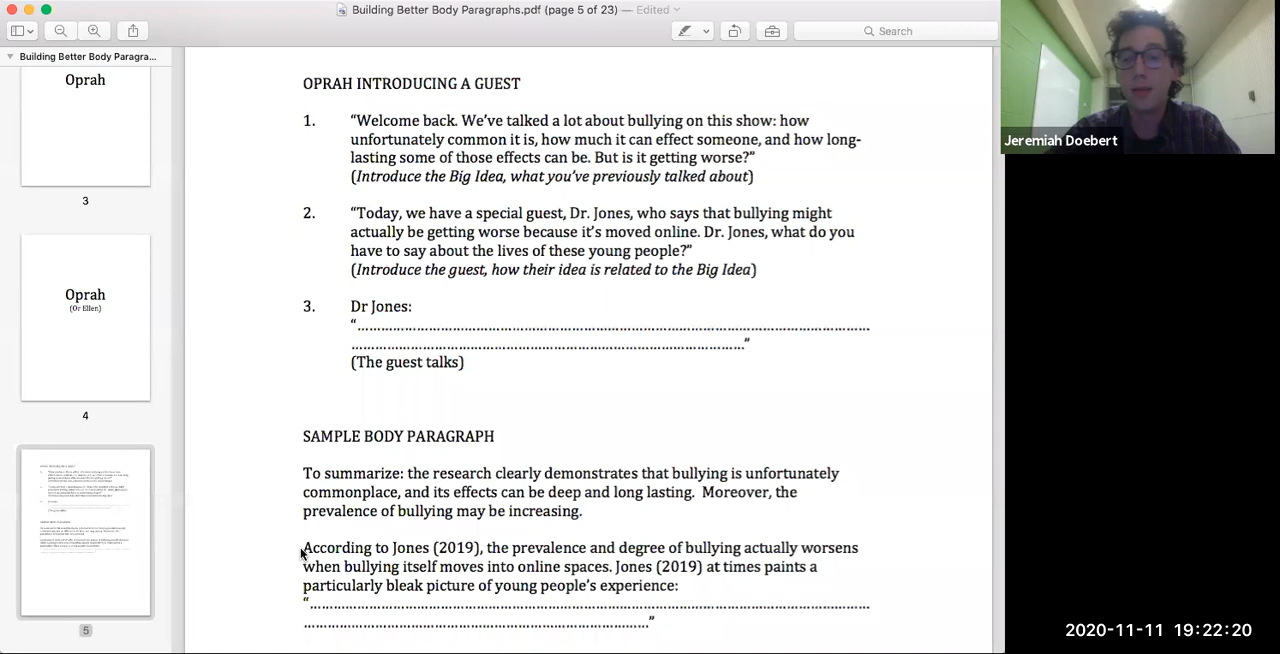 Building Better Body Paragraphs.pdf (page 5 of 23) — Edited
Search
Building Better Body Paragra...
Oprah
3
Oprah
(Or Ellen)
4
5
OPRAH INTRODUCING A GUEST
1. “Welcome back. We’ve talked a lot about bullying on this show: how
unfortunately common it is, how much it can effect someone, and how long-
lasting some of those effects can be. But is it getting worse?”
(Introduce the Big Idea, what you’ve previously talked about)
2. “Today, we have a special guest, Dr. Jones, who says that bullying might
actually be getting worse because it’s moved online. Dr. Jones, what do you
have to say about the lives of these young people?”
(Introduce the guest, how their idea is related to the Big Idea)
3. Dr Jones:
“……………………………………………………………………………………………………………
……………………………………………………………………………………”
(The guest talks)
SAMPLE BODY PARAGRAPH
To summarize: the research clearly demonstrates that bullying is unfortunately
commonplace, and its effects can be deep and long lasting.  Moreover, the
prevalence of bullying may be increasing.
According to Jones (2019), the prevalence and degree of bullying actually worsens
when bullying itself moves into online spaces. Jones (2019) at times paints a
particularly bleak picture of young people’s experience:
“……………………………………………………………………………………………………………………
…………………………………………………………………………”
Jeremiah Doebert
2020-11-11 19:22:20